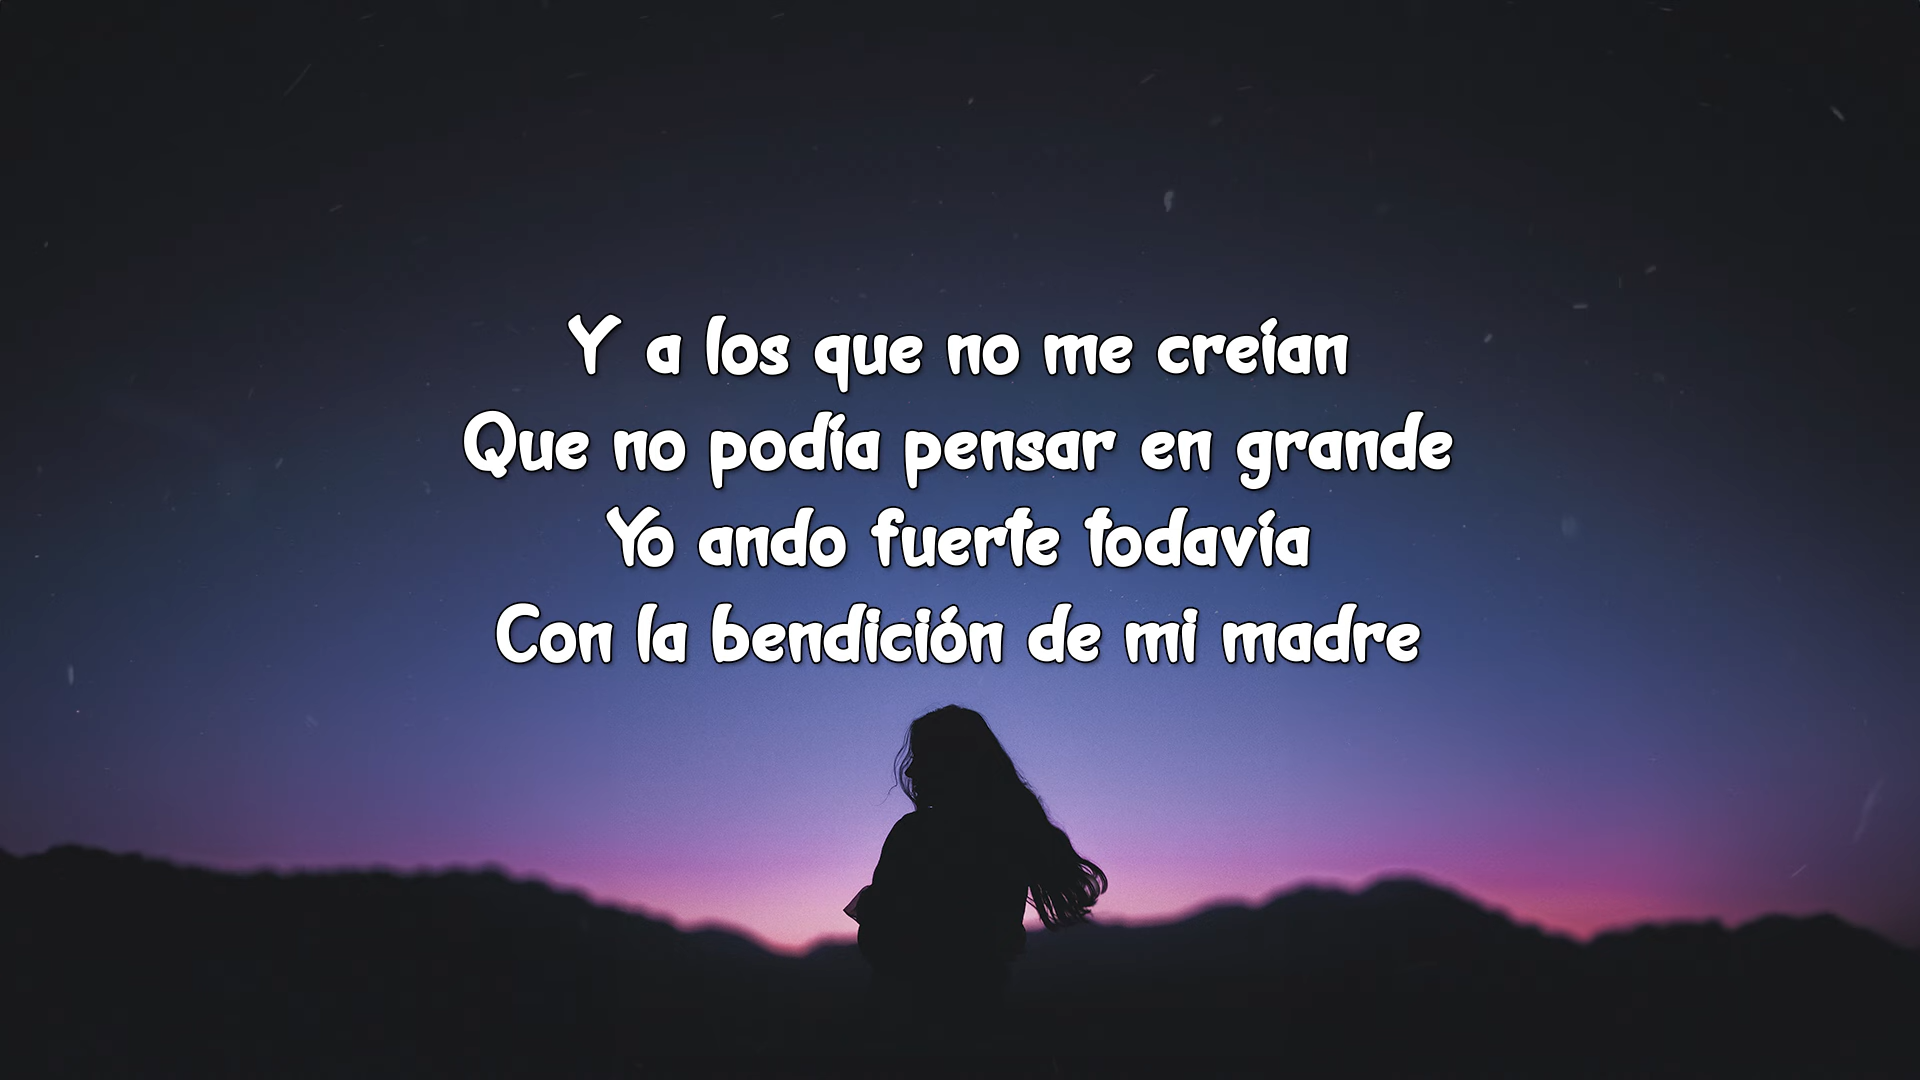 Y a los que no me creían
Que no podía pensar en grande
Yo ando fuerte todavía
Con la bendición de mi madre